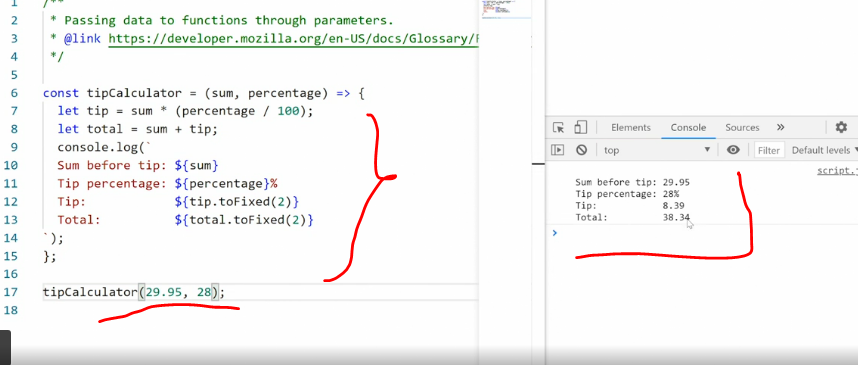 1 /**
2 * Passing data to functions through parameters.
3 * @link https://developer.mozilla.org/en-US/docs/Glossary/
4 */
5
6 const tipCalculator = (sum, percentage) => {
7 let tip = sum * (percentage / 100);
8 let total = sum + tip;
9 console.log(`
10 Sum before tip: ${sum}
11 Tip percentage: ${percentage}%
12 Tip: ${tip.toFixed(2)}
13 Total: ${total.toFixed(2)}
14 `);
15 };
16
17 tipCalculator(29.95, 28);
18
Elements Console Sources »
top ▼ Filter Default levels ▼
script.j
Sum before tip: 29.95
Tip percentage: 28%
Tip: 8.39
Total: 38.34
>